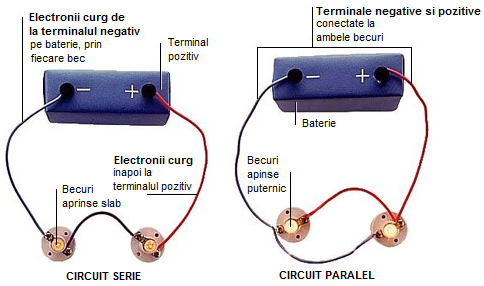 Electronii curg de
la terminalul negativ
pe baterie, prin
fiecare bec
Terminal
pozitiv
− +
Electronii curg
inapoi la
terminalul pozitiv
Becuri
aprinse slab
CIRCUIT SERIE
Terminale negative si pozitive
conectate la
ambele becuri
− +
Baterie
Becuri
apinse
puternic
CIRCUIT PARALEL